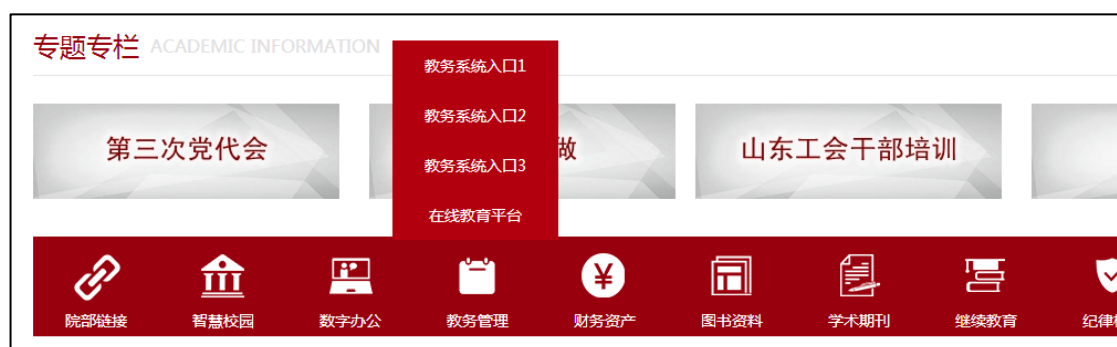 专题专栏 ACADEMIC INFORMATION
教务系统入口1
教务系统入口2
教务系统入口3
在线教育平台
第三次党代会
做
山东工会干部培训
院部链接
智慧校园
数字办公
教务管理
财务资产
图书资料
学术期刊
继续教育
纪律